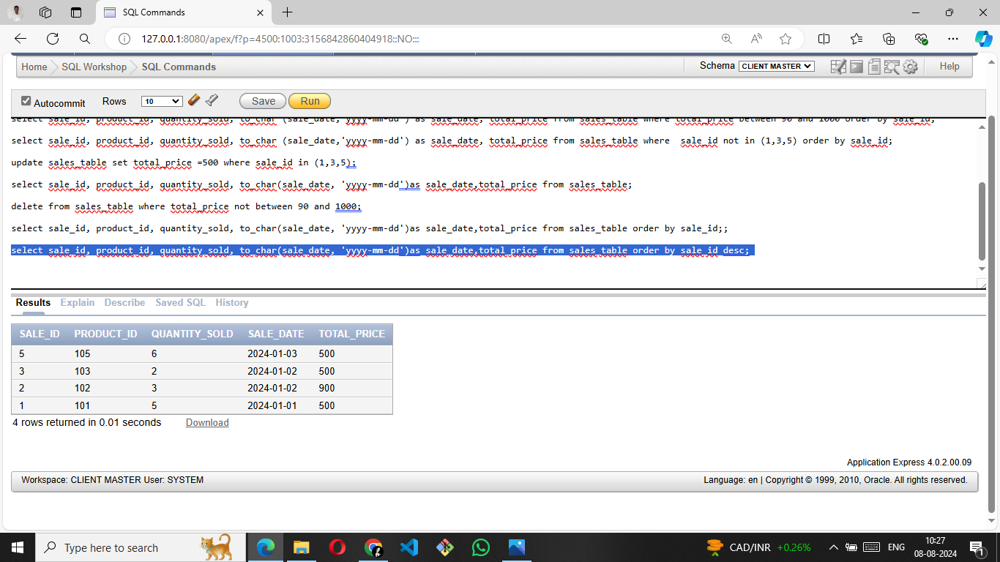 SQL Commands
127.0.0.1:8080/apex/f?p=4500:1003:3156842860404918::NO:::
Home SQL Workshop SQL Commands Schema CLIENT MASTER Help
Autocommit Rows 10 Save Run
select sale_id, product_id, quantity_sold, to_char (sale_date,'yyyy-mm-dd') as sale_date, total_price from sales_table where total_price between 90 and 1000 order by sale_id;
select sale_id, product_id, quantity_sold, to_char (sale_date,'yyyy-mm-dd') as sale_date, total_price from sales_table where  sale_id not in (1,3,5) order by sale_id;
update sales_table set total_price =500 where sale_id in (1,3,5);
select sale_id, product_id, quantity_sold, to_char(sale_date, 'yyyy-mm-dd')as sale_date,total_price from sales_table;
delete from sales_table where total_price not between 90 and 1000;
select sale_id, product_id, quantity_sold, to_char(sale_date, 'yyyy-mm-dd')as sale_date,total_price from sales_table order by sale_id;;
select sale_id, product_id, quantity_sold, to_char(sale_date, 'yyyy-mm-dd')as sale_date,total_price from sales_table order by sale_id desc;
Results Explain Describe Saved SQL History
SALE_ID PRODUCT_ID QUANTITY_SOLD SALE_DATE TOTAL_PRICE
5 105 6 2024-01-03 500
3 103 2 2024-01-02 500
2 102 3 2024-01-02 900
1 101 5 2024-01-01 500
4 rows returned in 0.01 seconds Download
Application Express 4.0.2.00.09
Workspace: CLIENT MASTER User: SYSTEM Language: en | Copyright © 1999, 2010, Oracle. All rights reserved.
Type here to search CAD/INR +0.26% ENG 10:27
08-08-2024 1